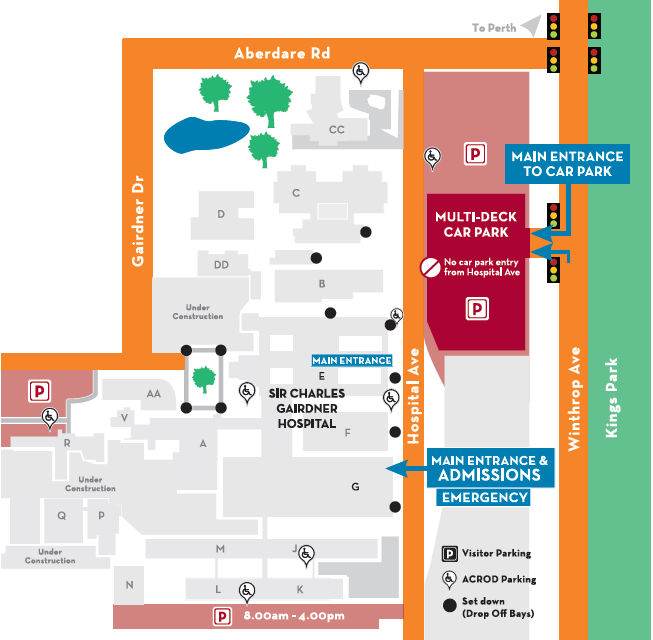 To Perth
Aberdare Rd
CC
P
MAIN ENTRANCE
TO CAR PARK
Gairdner Dr
C
D
MULTI-DECK
CAR PARK
DD
No car park entry
from Hospital Ave
B
Under
Construction
P
MAIN ENTRANCE
E
Hospital Ave
Winthrop Ave
Kings Park
P
AA
SIR CHARLES
GAIRDNER
HOSPITAL
V
R
A
F
MAIN ENTRANCE &
ADMISSIONS
EMERGENCY
Under
Construction
G
Q
P
Under
Construction
M
J
P Visitor Parking
ACROD Parking
Set down
(Drop Off Bays)
N
L
K
P 8.00am - 4.00pm